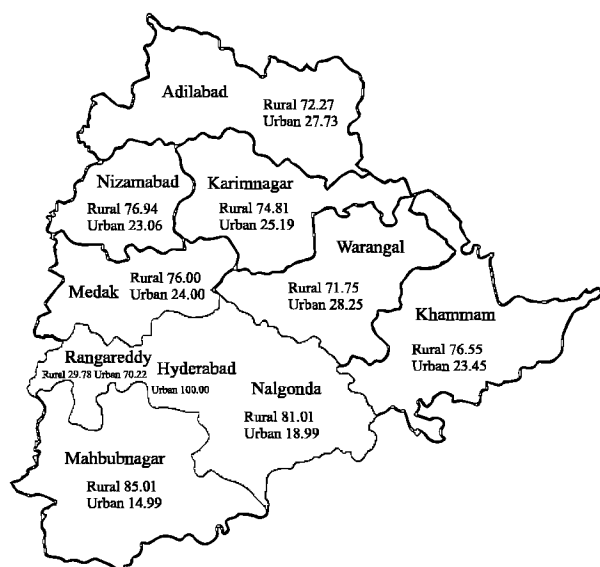 Adilabad
Rural 72.27
Urban 27.73
Nizamabad
Rural 76.94
Urban 23.06
Karimnagar
Rural 74.81
Urban 25.19
Warangal
Rural 71.75
Urban 28.25
Medak
Rural 76.00
Urban 24.00
Khammam
Rural 76.55
Urban 23.45
Rangareddy
Rural 29.78 Urban 70.22
Hyderabad
Urban 100.00
Nalgonda
Rural 81.01
Urban 18.99
Mahbubnagar
Rural 85.01
Urban 14.99